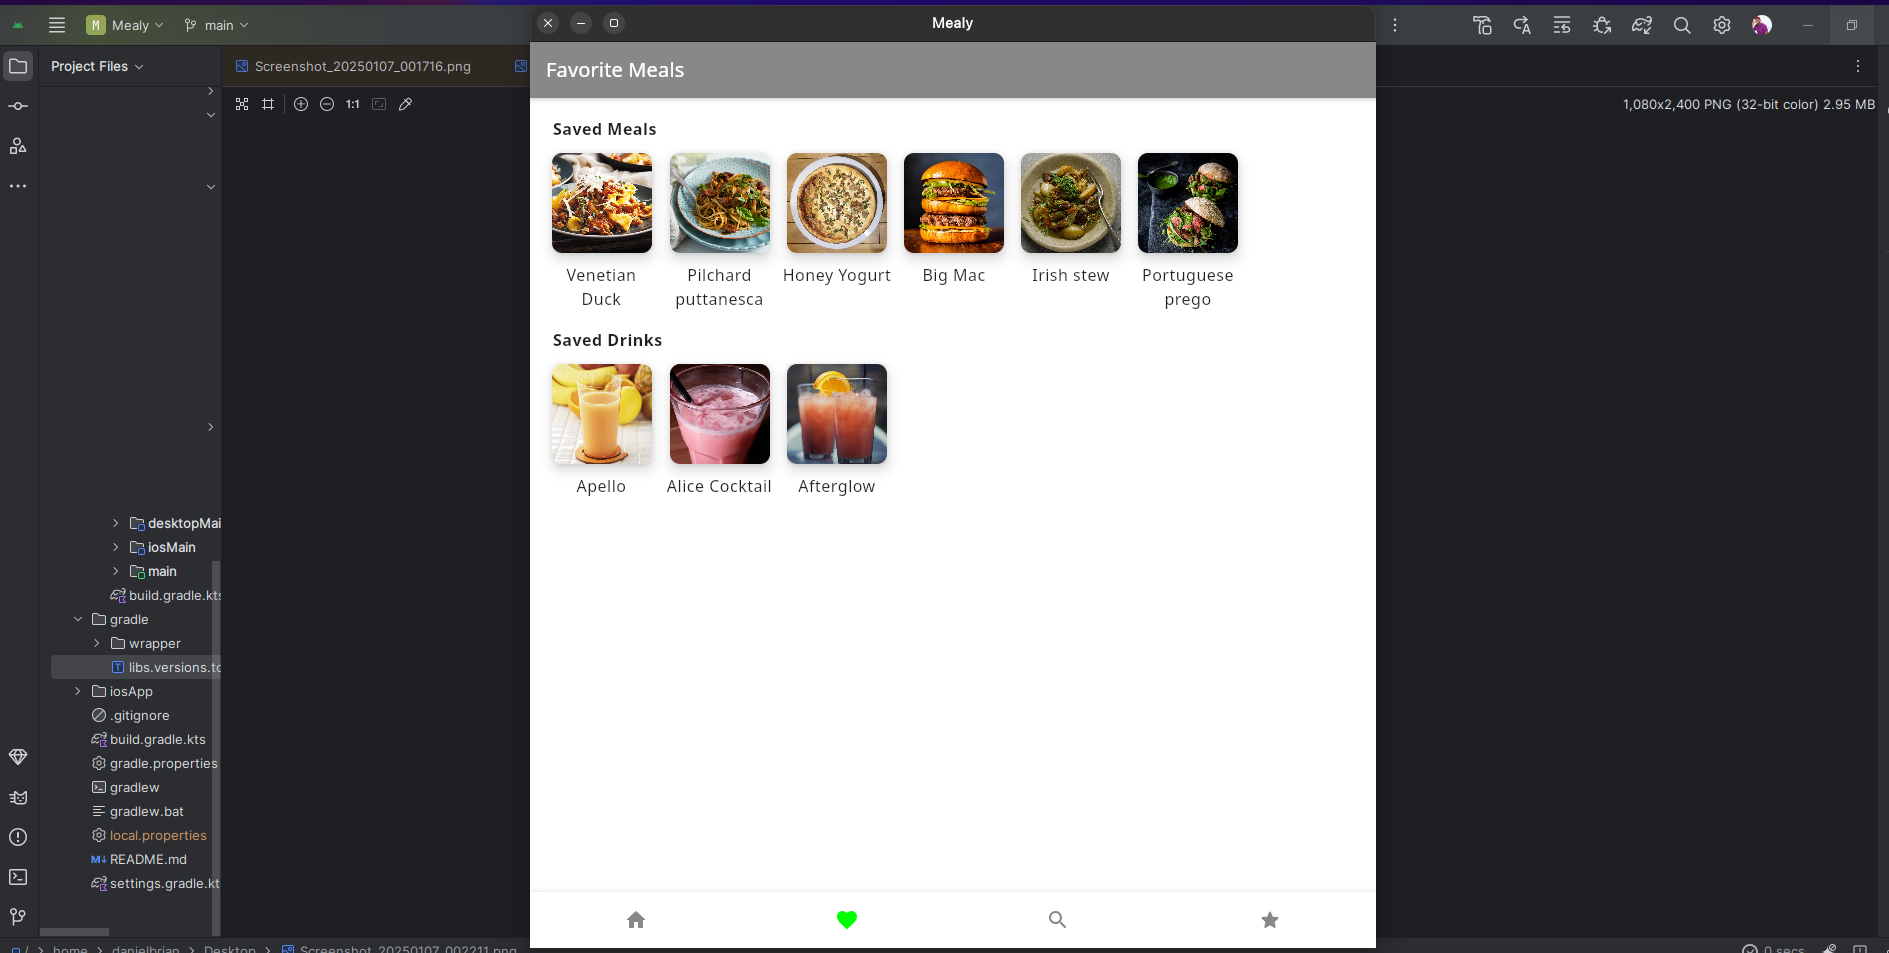 M Mealy main
Mealy
Project Files
Screenshot_20250107_001716.png
1:1
1,080x2,400 PNG (32-bit color) 2.95 MB
Favorite Meals
Saved Meals
Venetian Duck
Pilchard puttanesca
Honey Yogurt
Big Mac
Irish stew
Portuguese prego
Saved Drinks
Apello
Alice Cocktail
Afterglow
desktopMai
iosMain
main
build.gradle.kts
gradle
wrapper
libs.versions.to
iosApp
.gitignore
build.gradle.kts
gradle.properties
gradlew
gradlew.bat
local.properties
M↓ README.md
settings.gradle.kt
/ > home > danielbrian > Desktop > Screenshot_20250107_002211.png
0 secs